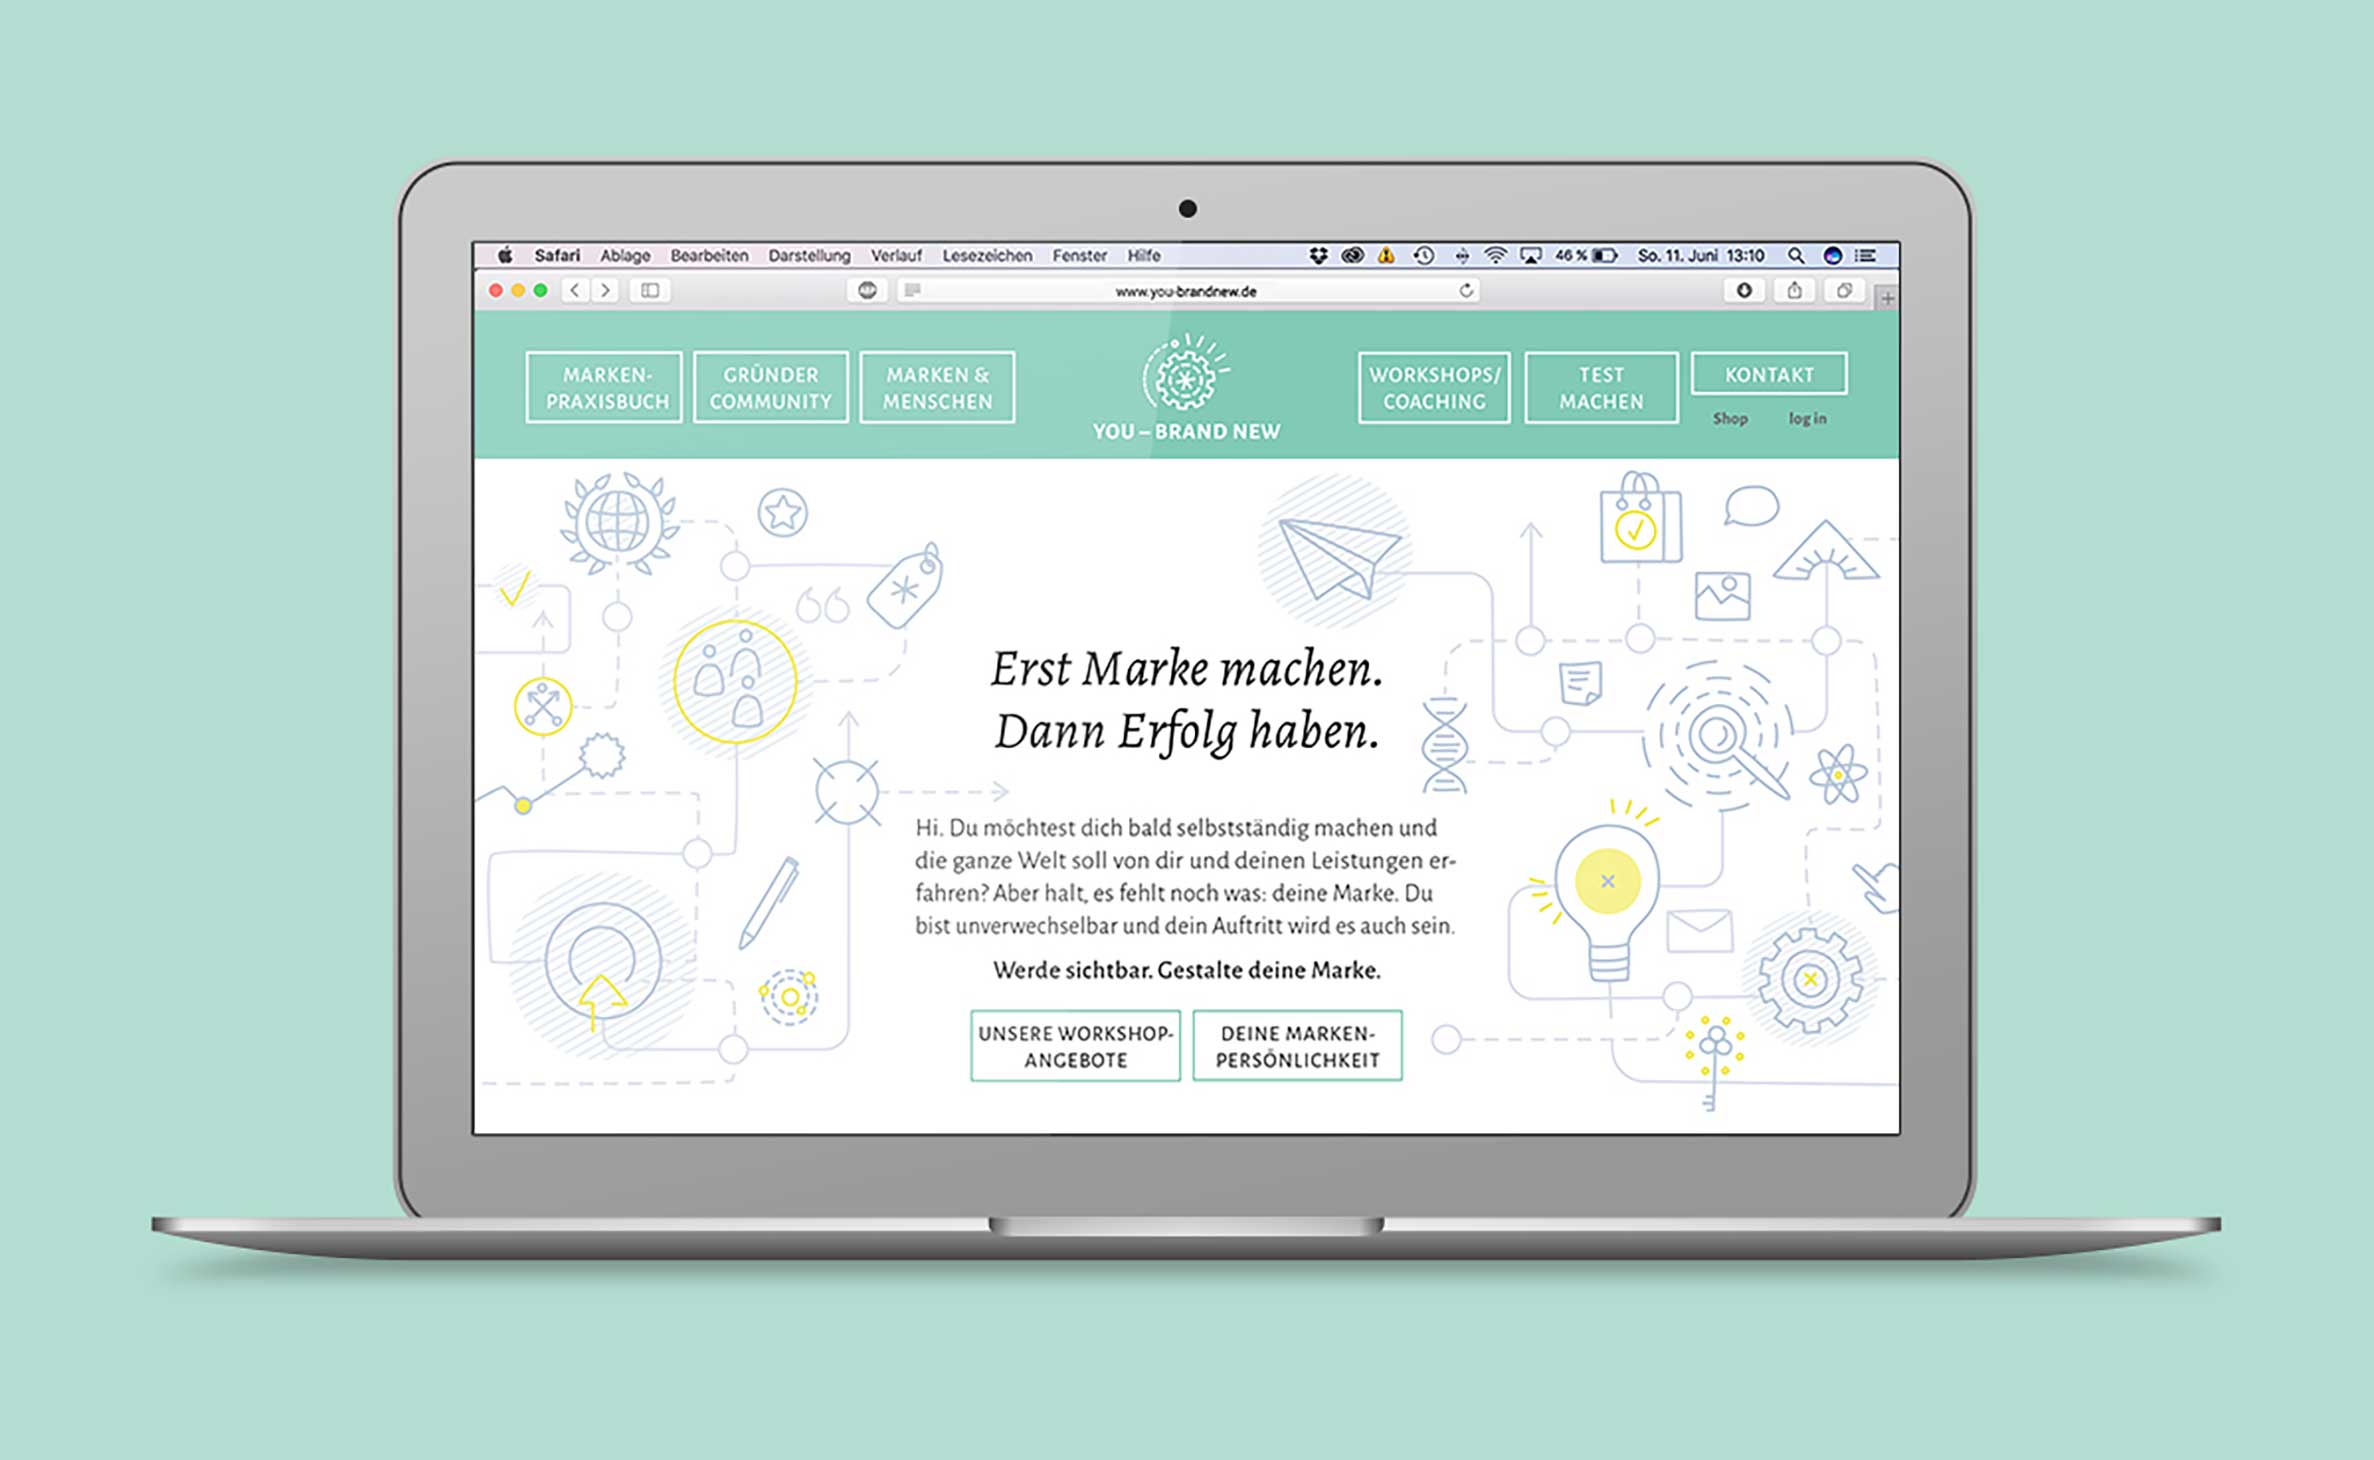 Safari Ablage Bearbeiten Darstellung Verlauf Lesezeichen Fenster Hilfe 46 % So. 11. Juni 13:10
www.you-brandnew.de
MARKEN-
PRAXISBUCH
GRÜNDER
COMMUNITY
MARKEN &
MENSCHEN
YOU – BRAND NEW
WORKSHOPS/
COACHING
TEST
MACHEN
KONTAKT
Shop log in
Erst Marke machen.
Dann Erfolg haben.
Hi. Du möchtest dich bald selbstständig machen und
die ganze Welt soll von dir und deinen Leistungen er-
fahren? Aber halt, es fehlt noch was: deine Marke. Du
bist unverwechselbar und dein Auftritt wird es auch sein.
Werde sichtbar. Gestalte deine Marke.
UNSERE WORKSHOP-
ANGEBOTE
DEINE MARKEN-
PERSÖNLICHKEIT